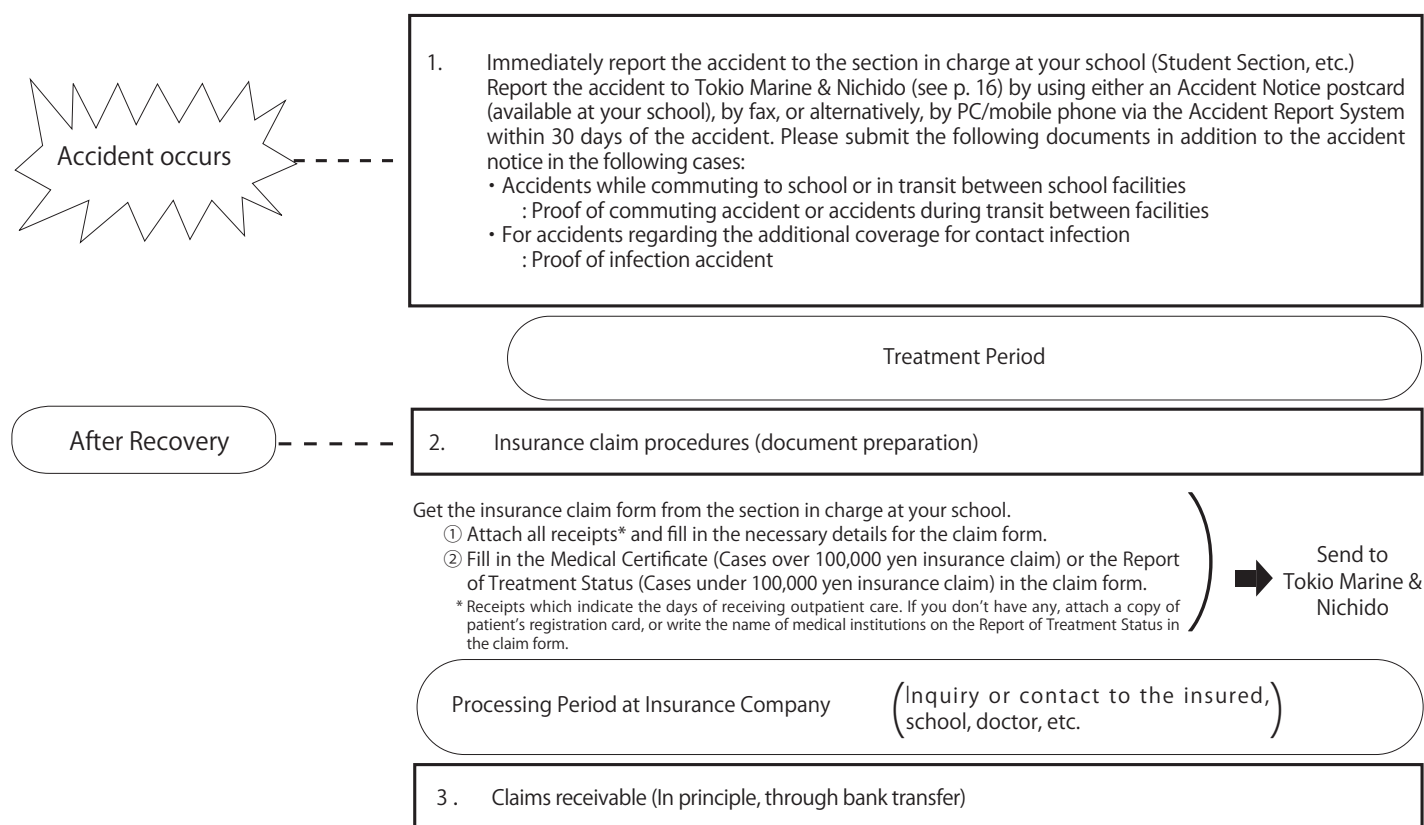 Accident occurs
1. Immediately report the accident to the section in charge at your school (Student Section, etc.)
Report the accident to Tokio Marine & Nichido (see p. 16) by using either an Accident Notice postcard
(available at your school), by fax, or alternatively, by PC/mobile phone via the Accident Report System
within 30 days of the accident. Please submit the following documents in addition to the accident
notice in the following cases:
・Accidents while commuting to school or in transit between school facilities
: Proof of commuting accident or accidents during transit between facilities
・For accidents regarding the additional coverage for contact infection
: Proof of infection accident
Treatment Period
After Recovery
2. Insurance claim procedures (document preparation)
Get the insurance claim form from the section in charge at your school.
① Attach all receipts* and fill in the necessary details for the claim form.
② Fill in the Medical Certificate (Cases over 100,000 yen insurance claim) or the Report
of Treatment Status (Cases under 100,000 yen insurance claim) in the claim form.
* Receipts which indicate the days of receiving outpatient care. If you don't have any, attach a copy of
patient's registration card, or write the name of medical institutions on the Report of Treatment Status in
the claim form.
Send to
Tokio Marine &
Nichido
Processing Period at Insurance Company
(Inquiry or contact to the insured,
school, doctor, etc.)
3 . Claims receivable (In principle, through bank transfer)